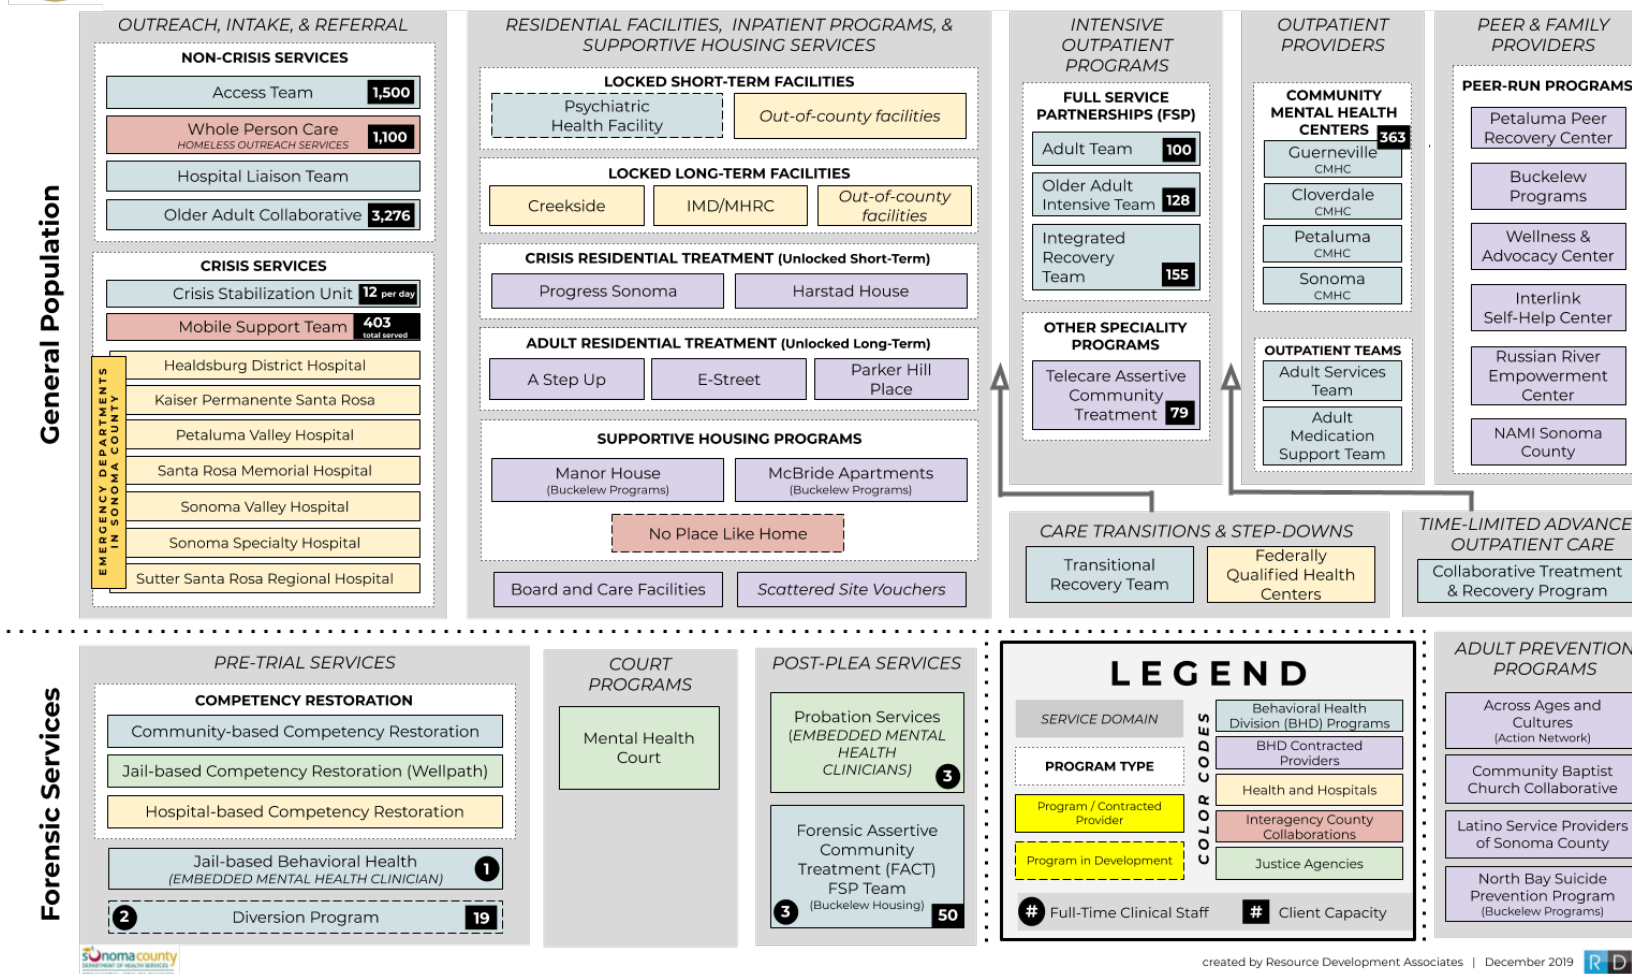 OUTREACH, INTAKE, & REFERRAL
NON-CRISIS SERVICES
Access Team 1,500
Whole Person Care
HOMELESS OUTREACH SERVICES
1,100
Hospital Liaison Team
Older Adult Collaborative 3,276
CRISIS SERVICES
Crisis Stabilization Unit 12 per day
Mobile Support Team 403
total served
EMERGENCY DEPARTMENTS
IN SONOMA COUNTY
Healdsburg District Hospital
Kaiser Permanente Santa Rosa
Petaluma Valley Hospital
Santa Rosa Memorial Hospital
Sonoma Valley Hospital
Sonoma Specialty Hospital
Sutter Santa Rosa Regional Hospital
General Population
RESIDENTIAL FACILITIES, INPATIENT PROGRAMS, &
SUPPORTIVE HOUSING SERVICES
LOCKED SHORT-TERM FACILITIES
Psychiatric
Health Facility
Out-of-county facilities
LOCKED LONG-TERM FACILITIES
Creekside
IMD/MHRC
Out-of-county
facilities
CRISIS RESIDENTIAL TREATMENT (Unlocked Short-Term)
Progress Sonoma
Harstad House
ADULT RESIDENTIAL TREATMENT (Unlocked Long-Term)
A Step Up
E-Street
Parker Hill
Place
SUPPORTIVE HOUSING PROGRAMS
Manor House
(Buckelew Programs)
McBride Apartments
(Buckelew Programs)
No Place Like Home
Board and Care Facilities
Scattered Site Vouchers
INTENSIVE
OUTPATIENT
PROGRAMS
FULL SERVICE
PARTNERSHIPS (FSP)
Adult Team 100
Older Adult
Intensive Team 128
Integrated
Recovery
Team 155
OTHER SPECIALITY
PROGRAMS
Telecare Assertive
Community
Treatment 79
OUTPATIENT
PROVIDERS
COMMUNITY
MENTAL HEALTH
CENTERS 363
Guerneville
CMHC
Cloverdale
CMHC
Petaluma
CMHC
Sonoma
CMHC
OUTPATIENT TEAMS
Adult Services
Team
Adult
Medication
Support Team
PEER & FAMILY
PROVIDERS
PEER-RUN PROGRAMS
Petaluma Peer
Recovery Center
Buckelew
Programs
Wellness &
Advocacy Center
Interlink
Self-Help Center
Russian River
Empowerment
Center
NAMI Sonoma
County
CARE TRANSITIONS & STEP-DOWNS
Transitional
Recovery Team
Federally
Qualified Health
Centers
TIME-LIMITED ADVANCE
OUTPATIENT CARE
Collaborative Treatment
& Recovery Program
Forensic Services
PRE-TRIAL SERVICES
COMPETENCY RESTORATION
Community-based Competency Restoration
Jail-based Competency Restoration (Wellpath)
Hospital-based Competency Restoration
Jail-based Behavioral Health
(EMBEDDED MENTAL HEALTH CLINICIAN)
1
2 Diversion Program 19
COURT
PROGRAMS
Mental Health
Court
POST-PLEA SERVICES
Probation Services
(EMBEDDED MENTAL
HEALTH
CLINICIANS)
3
Forensic Assertive
Community
Treatment (FACT)
FSP Team
(Buckelew Housing)
3 50
LEGEND
SERVICE DOMAIN
PROGRAM TYPE
Program / Contracted
Provider
Program in Development
COLOR CODES
Behavioral Health
Division (BHD) Programs
BHD Contracted
Providers
Health and Hospitals
Interagency County
Collaborations
Justice Agencies
# Full-Time Clinical Staff
# Client Capacity
ADULT PREVENTION
PROGRAMS
Across Ages and
Cultures
(Action Network)
Community Baptist
Church Collaborative
Latino Service Providers
of Sonoma County
North Bay Suicide
Prevention Program
(Buckelew Programs)
sonoma county
DEPARTMENT OF HEALTH SERVICES
created by Resource Development Associates | December 2019
R D